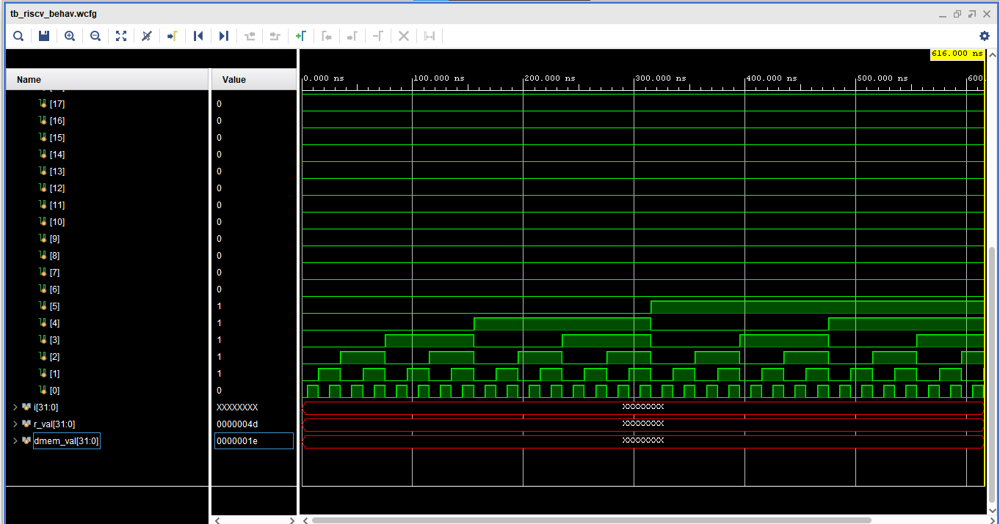 tb_riscv_behav.wcfg
616.000 ns
Name Value
0.000 ns 100.000 ns 200.000 ns 300.000 ns 400.000 ns 500.000 ns 600.
[17] 0
[16] 0
[15] 0
[14] 0
[13] 0
[12] 0
[11] 0
[10] 0
[9] 0
[8] 0
[7] 0
[6] 0
[5] 1
[4] 1
[3] 1
[2] 1
[1] 1
[0] 0
i[31:0] XXXXXXXX XXXXXXXX
r_val[31:0] 0000004d XXXXXXXX
dmem_val[31:0] 0000001e XXXXXXXX